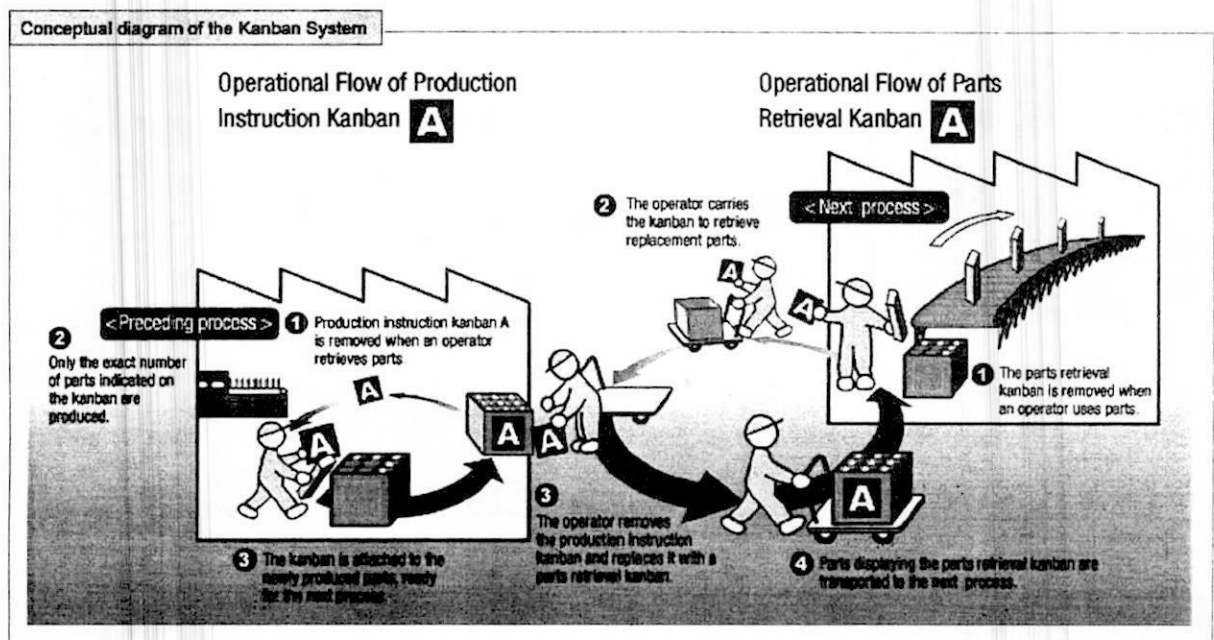 Conceptual diagram of the Kanban System
Operational Flow of Production
Instruction Kanban A
Operational Flow of Parts
Retrieval Kanban A
2 The operator carries
the kanban to retrieve
replacement parts.
< Next process >
A
A
< Preceding process >
1 Production instruction kanban A
is removed when an operator
retrieves parts
2
Only the exact number
of parts indicated on
the kanban are
produced.
1 The parts retrieval
kanban is removed when
an operator uses parts.
A
A
A
A
A
3
The operator removes
the production instruction
kanban and replaces it with a
parts retrieval kanban.
3 The kanban is attached to the
newly produced parts, ready
for the next process.
4 Parts displaying the parts retrieval kanban are
transported to the next process.